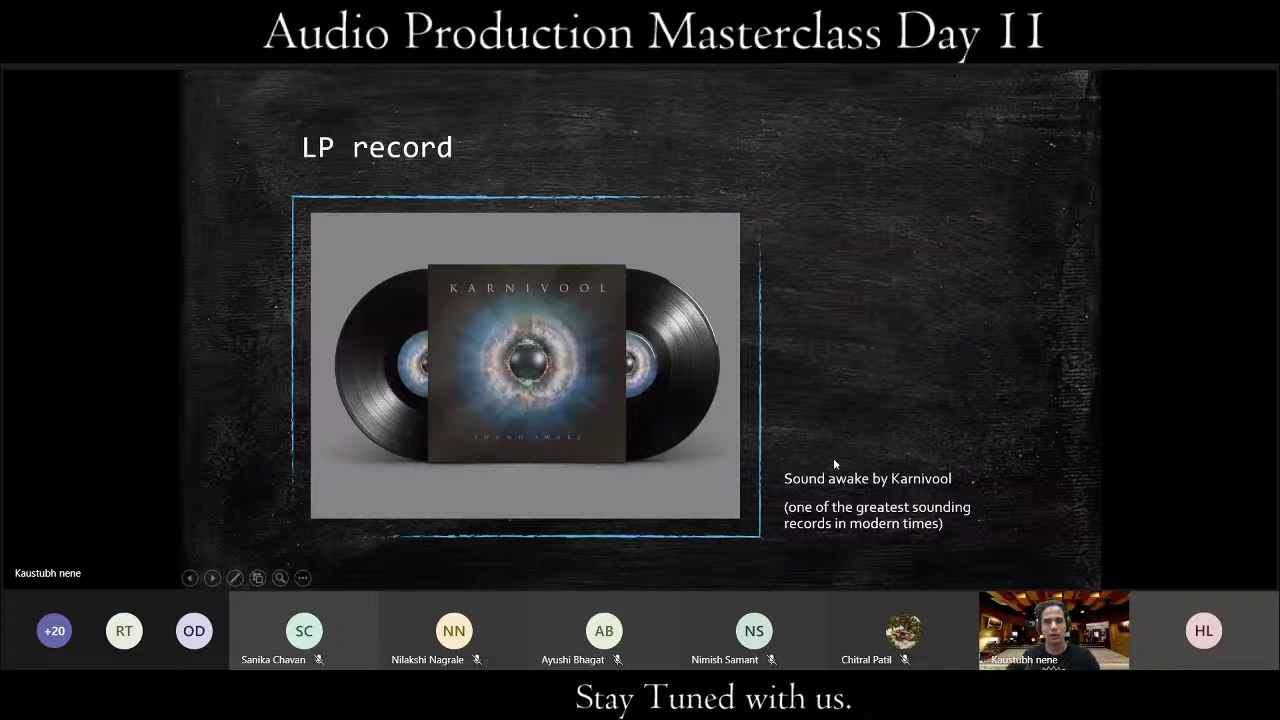 Audio Production Masterclass Day 11
LP record
KARNIVOOL
SOUND AWAKE
Sound awake by Karnivool
(one of the greatest sounding
records in modern times)
Kaustubh nene
+20
RT
OD
SC
NN
AB
NS
HL
Sanika Chavan
Nilakshi Nagrale
Ayushi Bhagat
Nimish Samant
Chitral Patil
Kaustubh nene
Stay Tuned with us.